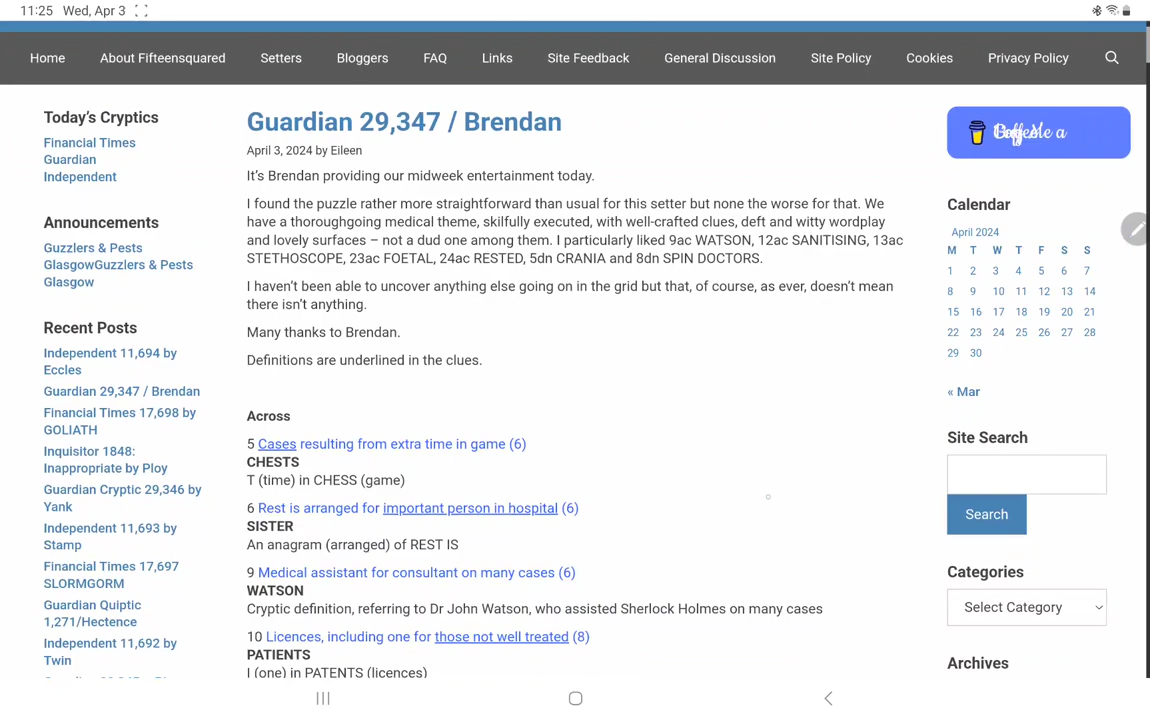 11:25 Wed, Apr 3
Home About Fifteensquared Setters Bloggers FAQ Links Site Feedback General Discussion Site Policy Cookies Privacy Policy
Today's Cryptics
Financial Times
Guardian
Independent
Announcements
Guzzlers & Pests
GlasgowGuzzlers & Pests
Glasgow
Recent Posts
Independent 11,694 by
Eccles
Guardian 29,347 / Brendan
Financial Times 17,698 by
GOLIATH
Inquisitor 1848:
Inappropriate by Ploy
Guardian Cryptic 29,346 by
Yank
Independent 11,693 by
Stamp
Financial Times 17,697
SLORMGORM
Guardian Quiptic
1,271/Hectence
Independent 11,692 by
Twin
Guardian 29,347 / Brendan
April 3, 2024 by Eileen
It's Brendan providing our midweek entertainment today.
I found the puzzle rather more straightforward than usual for this setter but none the worse for that. We
have a thoroughgoing medical theme, skilfully executed, with well-crafted clues, deft and witty wordplay
and lovely surfaces – not a dud one among them. I particularly liked 9ac WATSON, 12ac SANITISING, 13ac
STETHOSCOPE, 23ac FOETAL, 24ac RESTED, 5dn CRANIA and 8dn SPIN DOCTORS.
I haven't been able to uncover anything else going on in the grid but that, of course, as ever, doesn't mean
there isn't anything.
Many thanks to Brendan.
Definitions are underlined in the clues.
Across
5 Cases resulting from extra time in game (6)
CHESTS
T (time) in CHESS (game)
6 Rest is arranged for important person in hospital (6)
SISTER
An anagram (arranged) of REST IS
9 Medical assistant for consultant on many cases (6)
WATSON
Cryptic definition, referring to Dr John Watson, who assisted Sherlock Holmes on many cases
10 Licences, including one for those not well treated (8)
PATIENTS
I (one) in PATENTS (licences)
Calendar
April 2024
M T W T F S S
1 2 3 4 5 6 7
8 9 10 11 12 13 14
15 16 17 18 19 20 21
22 23 24 25 26 27 28
29 30
« Mar
Site Search
Search
Categories
Select Category
Archives